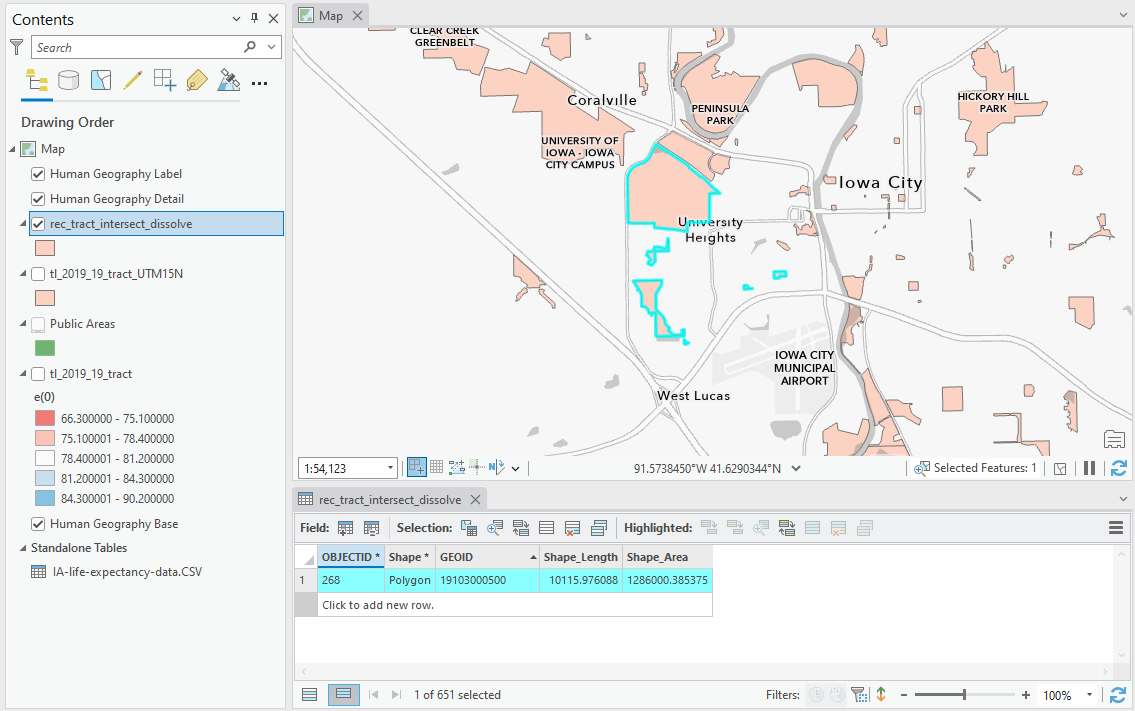 Contents
Search
Drawing Order
Map
Human Geography Label
Human Geography Detail
rec_tract_intersect_dissolve
tl_2019_19_tract_UTM15N
Public Areas
tl_2019_19_tract
e(0)
66.300000 - 75.100000
75.100001 - 78.400000
78.400001 - 81.200000
81.200001 - 84.300000
84.300001 - 90.200000
Human Geography Base
Standalone Tables
IA-life-expectancy-data.CSV
Map
CLEAR CREEK
GREENBELT
Coralville
PENINSULA
PARK
HICKORY HILL
PARK
UNIVERSITY OF
IOWA - IOWA
CITY CAMPUS
Iowa City
University
Heights
IOWA CITY
MUNICIPAL
AIRPORT
West Lucas
1:54,123
91.5738450°W 41.6290344°N
Selected Features: 1
rec_tract_intersect_dissolve
Field:
Selection:
Highlighted:
OBJECTID * Shape * GEOID Shape_Length Shape_Area
1 268 Polygon 19103000500 10115.976088 1286000.385375
Click to add new row.
1 of 651 selected
Filters:
100%